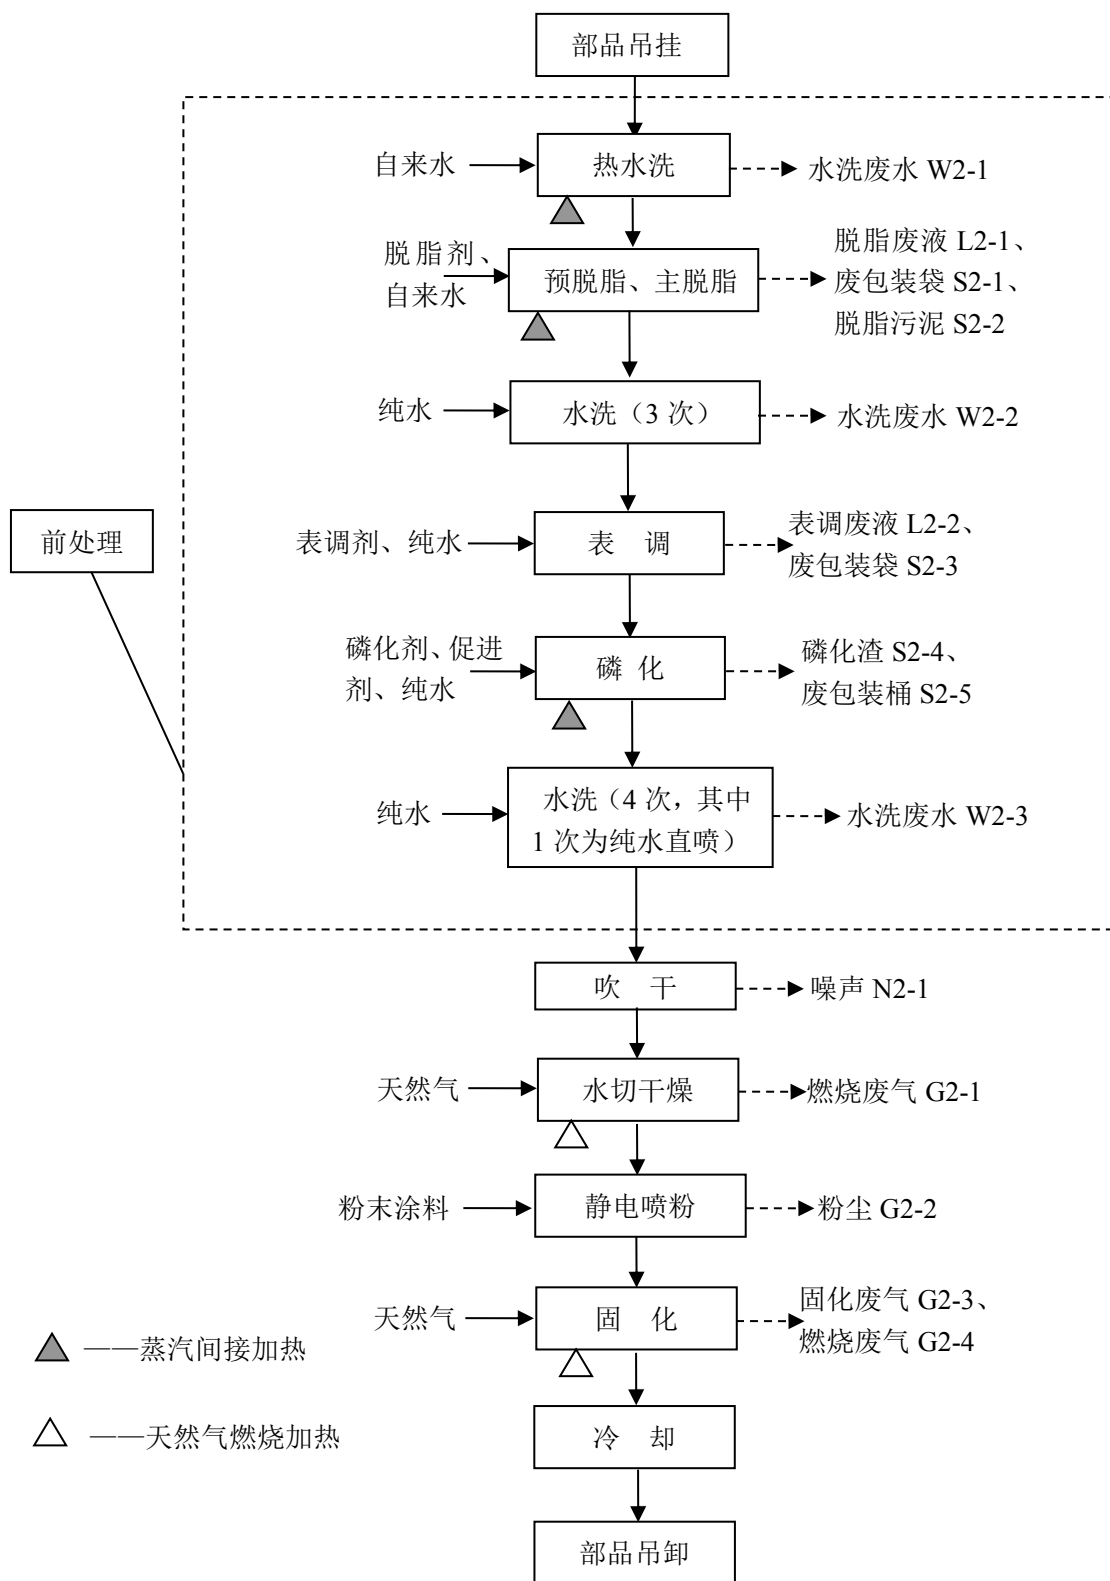 部品吊挂
自来水
热水洗
水洗废水 W2-1
脱脂剂、
自来水
预脱脂、主脱脂
脱脂废液 L2-1、
废包装袋 S2-1、
脱脂污泥 S2-2
纯水
水洗（3 次）
水洗废水 W2-2
前处理
表调剂、纯水
表 调
表调废液 L2-2、
废包装袋 S2-3
磷化剂、促进
剂、纯水
磷 化
磷化渣 S2-4、
废包装桶 S2-5
纯水
水洗（4 次，其中
1 次为纯水直喷）
水洗废水 W2-3
吹 干
噪声 N2-1
天然气
水切干燥
燃烧废气 G2-1
粉末涂料
静电喷粉
粉尘 G2-2
天然气
固 化
固化废气 G2-3、
燃烧废气 G2-4
——蒸汽间接加热
冷 却
——天然气燃烧加热
部品吊卸